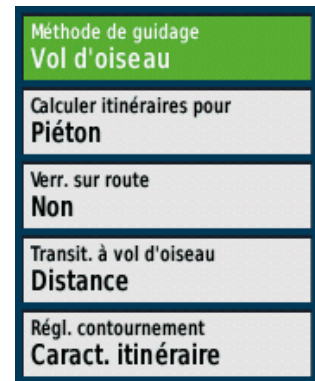 Méthode de guidage
Vol d'oiseau
Calculer itinéraires pour
Piéton
Verr. sur route
Non
Transit. à vol d'oiseau
Distance
Régl. contournement
Caract. itinéraire